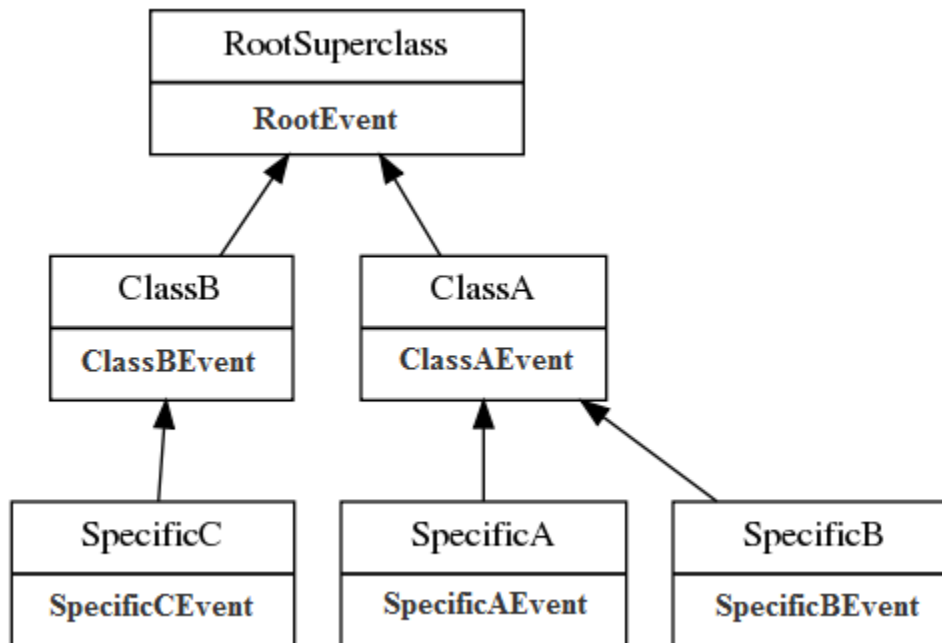 RootSuperclass
RootEvent
ClassB
ClassBEvent
ClassA
ClassAEvent
SpecificC
SpecificCEvent
SpecificA
SpecificAEvent
SpecificB
SpecificBEvent